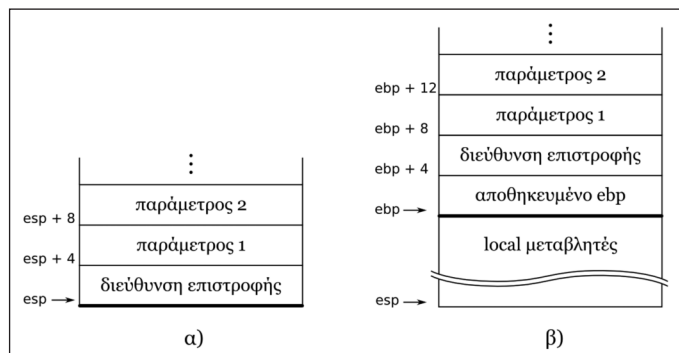 ⋮
παράμετρος 2
esp + 8
παράμετρος 1
esp + 4
διεύθυνση επιστροφής
esp
α)
⋮
παράμετρος 2
ebp + 12
παράμετρος 1
ebp + 8
διεύθυνση επιστροφής
ebp + 4
αποθηκευμένο ebp
ebp
local μεταβλητές
esp
β)